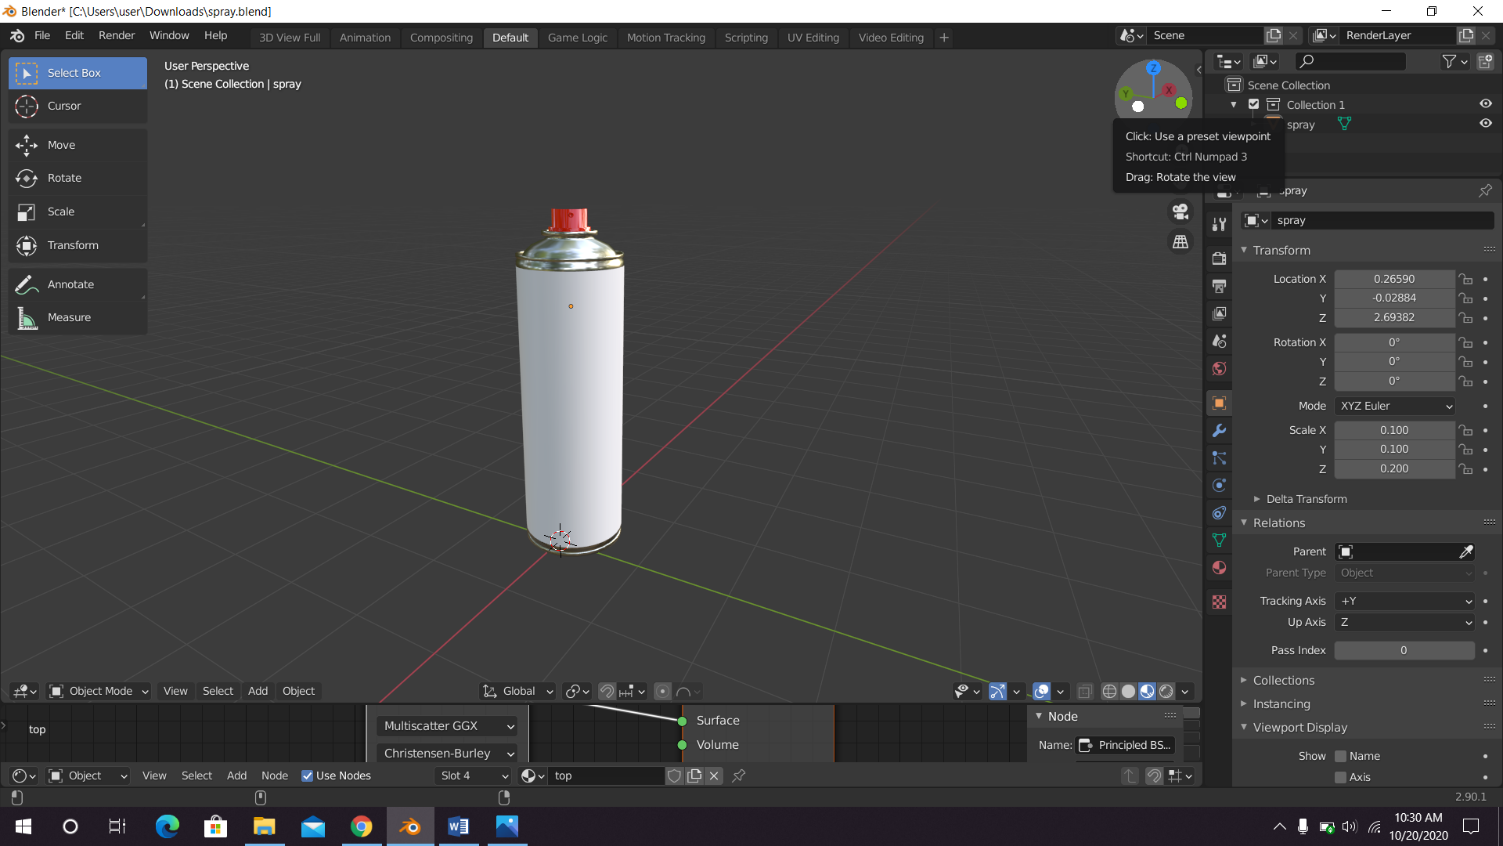 Blender* [C:\Users\user\Downloads\spray.blend]
File Edit Render Window Help
3D View Full Animation Compositing Default Game Logic Motion Tracking Scripting UV Editing Video Editing +
Scene
RenderLayer
Select Box
Cursor
Move
Rotate
Scale
Transform
Annotate
Measure
User Perspective
(1) Scene Collection | spray
Z
Y
X
Click: Use a preset viewpoint
Shortcut: Ctrl Numpad 3
Drag: Rotate the view
Scene Collection
Collection 1
spray
spray
spray
Transform
Location X 0.26590
Y -0.02884
Z 2.69382
Rotation X 0°
Y 0°
Z 0°
Mode XYZ Euler
Scale X 0.100
Y 0.100
Z 0.200
Delta Transform
Relations
Parent
Parent Type Object
Tracking Axis +Y
Up Axis Z
Pass Index 0
Collections
Instancing
Viewport Display
Show Name
Axis
Object Mode View Select Add Object Global
top
Multiscatter GGX
Christensen-Burley
Surface
Volume
Node
Name: Principled BS...
Object View Select Add Node Use Nodes Slot 4 top
2.90.1
10:30 AM
10/20/2020